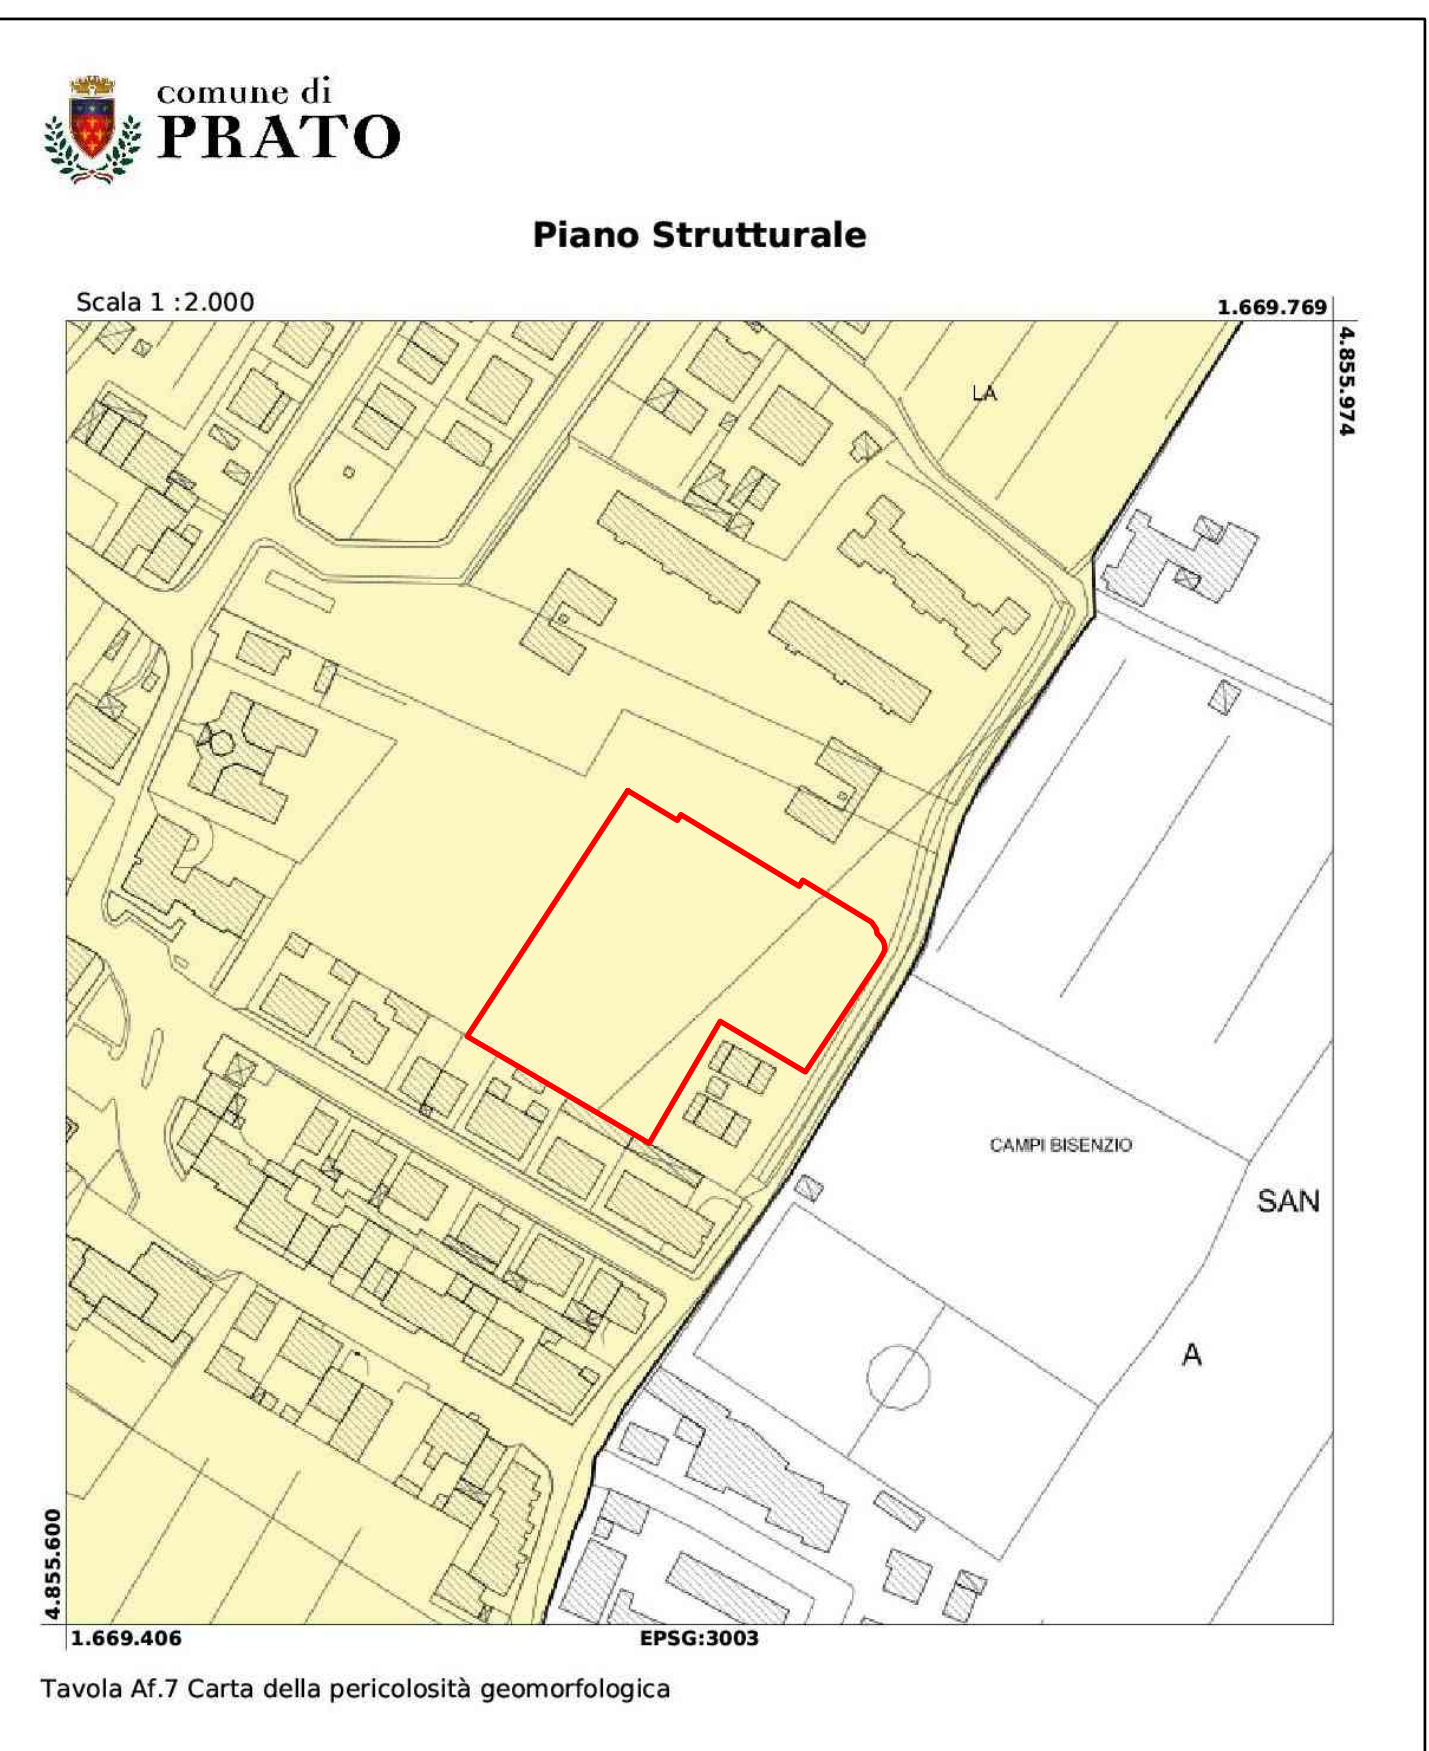 comune di
PRATO
Piano Strutturale
Scala 1 :2.000
1.669.769
4.855.974
LA
CAMPI BISENZIO
SAN
A
4.855.600
1.669.406
EPSG:3003
Tavola Af.7 Carta della pericolosità geomorfologica